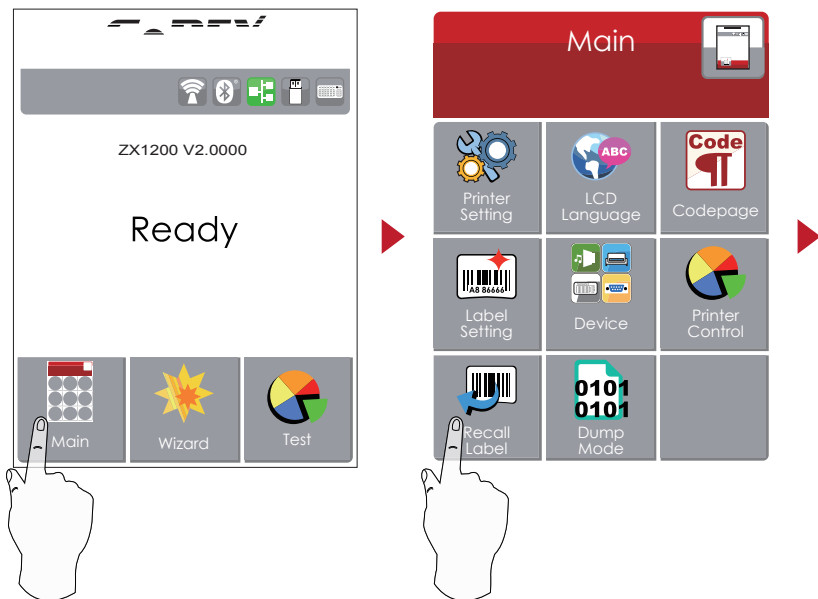 ZX1200 V2.0000
Ready
Main
Wizard
Test
Main
Printer
Setting
ABC
LCD
Language
Code
Codepage
A8 86666
Label
Setting
Device
Printer
Control
Recall
Label
0101
0101
Dump
Mode